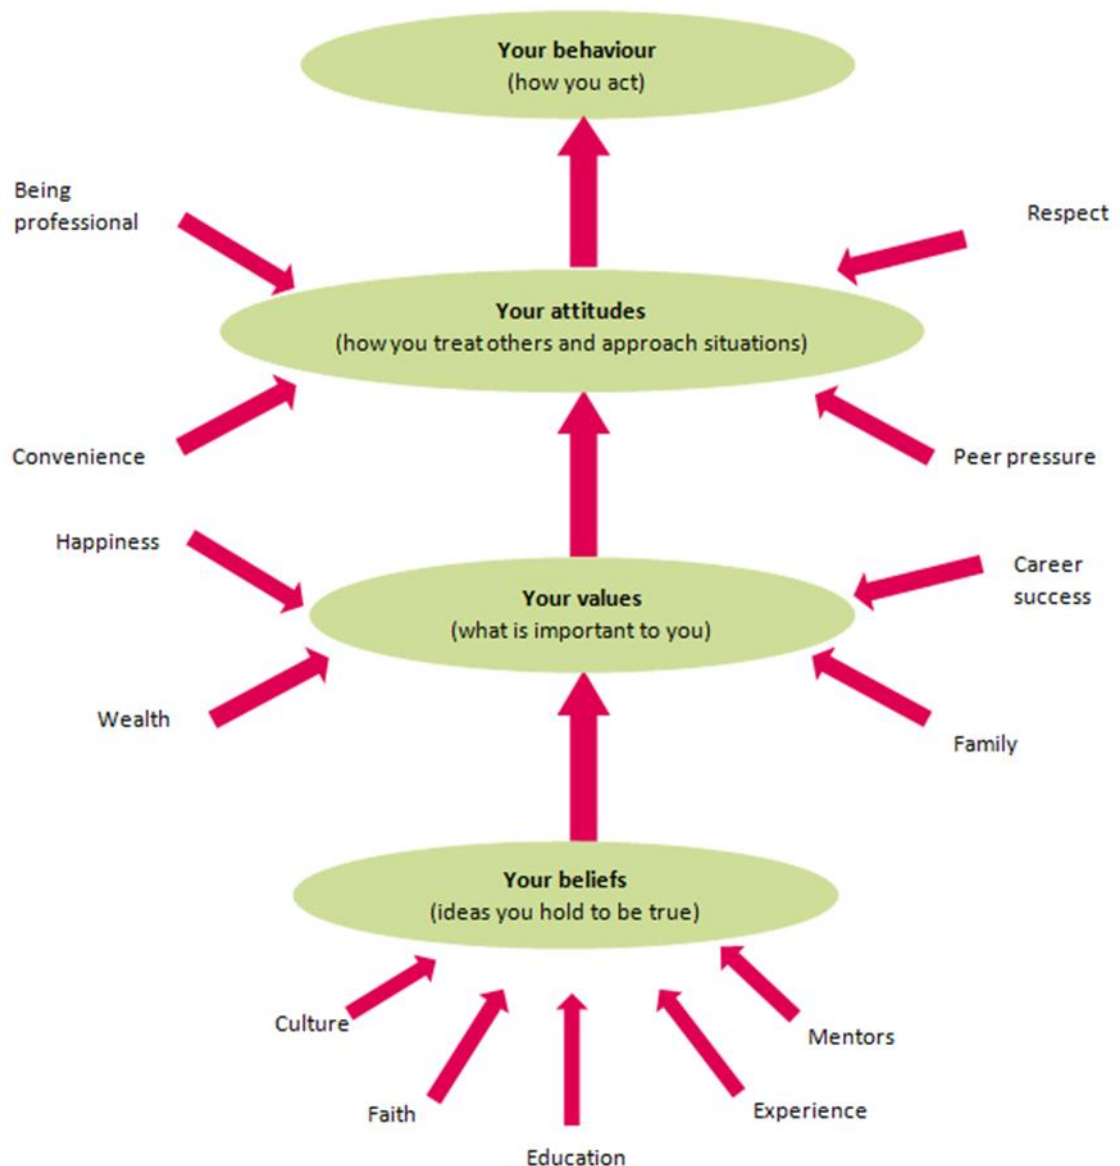 Your behaviour
(how you act)
Being
professional
Respect
Your attitudes
(how you treat others and approach situations)
Convenience
Peer pressure
Happiness
Career
success
Your values
(what is important to you)
Wealth
Family
Your beliefs
(ideas you hold to be true)
Culture
Mentors
Faith
Experience
Education